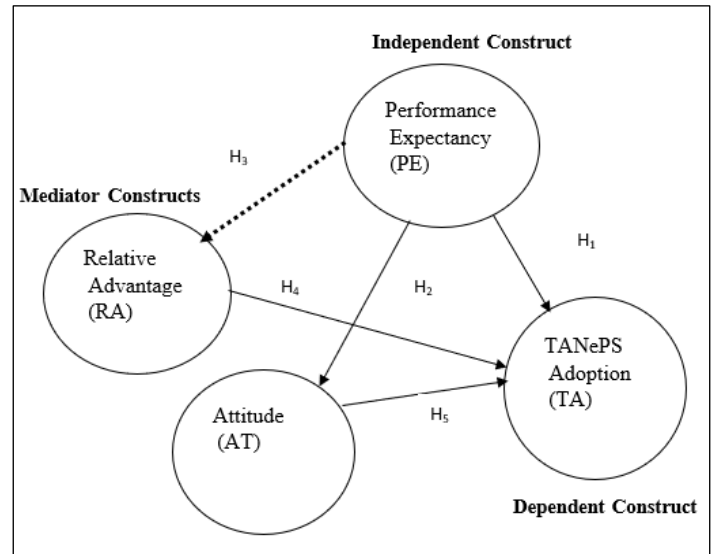 Independent Construct
Performance
Expectancy
(PE)
H₃
Mediator Constructs
Relative
Advantage
(RA)
H₄
H₂
H₁
TANePS
Adoption
(TA)
Attitude
(AT)
H₅
Dependent Construct